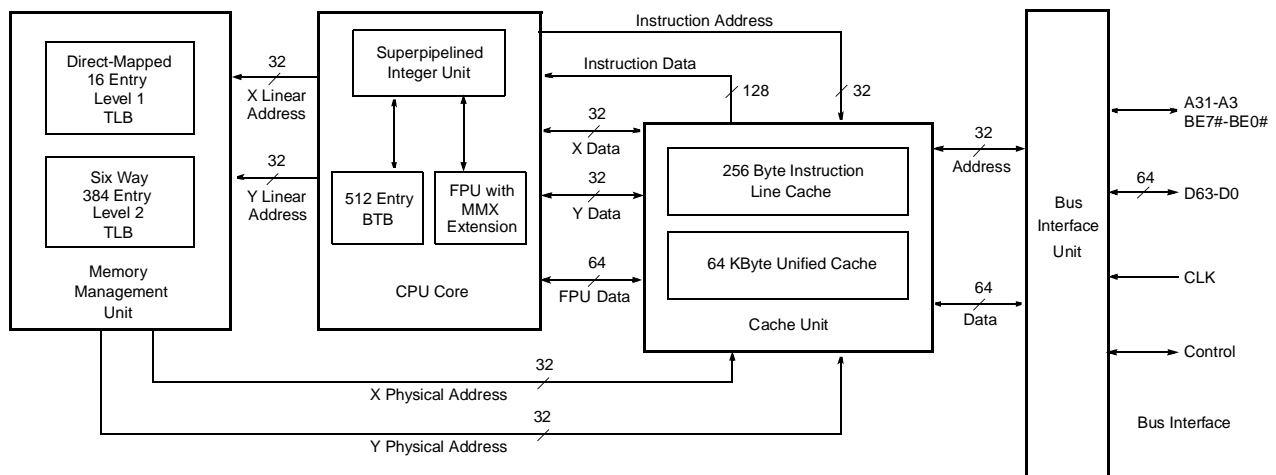 Direct-Mapped
16 Entry
Level 1
TLB
Six Way
384 Entry
Level 2
TLB
Memory
Management
Unit
32
X Linear
Address
32
Y Linear
Address
Superpipelined
Integer Unit
512 Entry
BTB
FPU with
MMX
Extension
CPU Core
Instruction Address
Instruction Data
128
32
32
X Data
32
Y Data
64
FPU Data
256 Byte Instruction
Line Cache
64 KByte Unified Cache
Cache Unit
32
Address
64
Data
Bus
Interface
Unit
A31-A3
BE7#-BE0#
64
D63-D0
CLK
Control
Bus Interface
32
X Physical Address
32
Y Physical Address